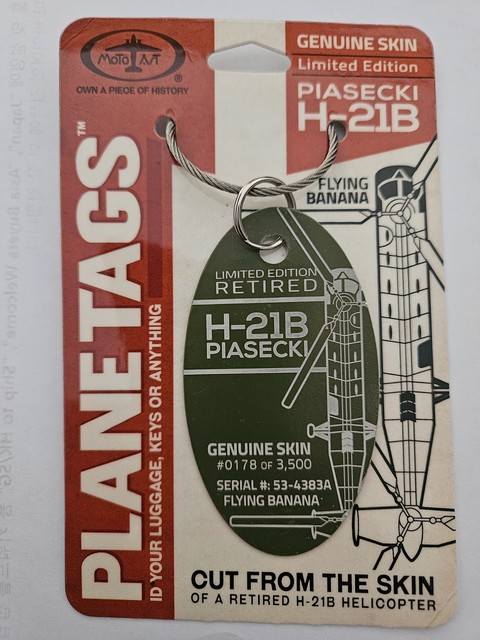 MotoArt
®
OWN A PIECE OF HISTORY
GENUINE SKIN
Limited Edition
PIASECKI
H-21B
FLYING
BANANA
PLANETAGS™
ID YOUR LUGGAGE, KEYS OR ANYTHING
LIMITED EDITION
RETIRED
H-21B
PIASECKI
GENUINE SKIN
#0178 OF 3,500
SERIAL #: 53-4383A
FLYING BANANA
CUT FROM THE SKIN
OF A RETIRED H-21B HELICOPTER